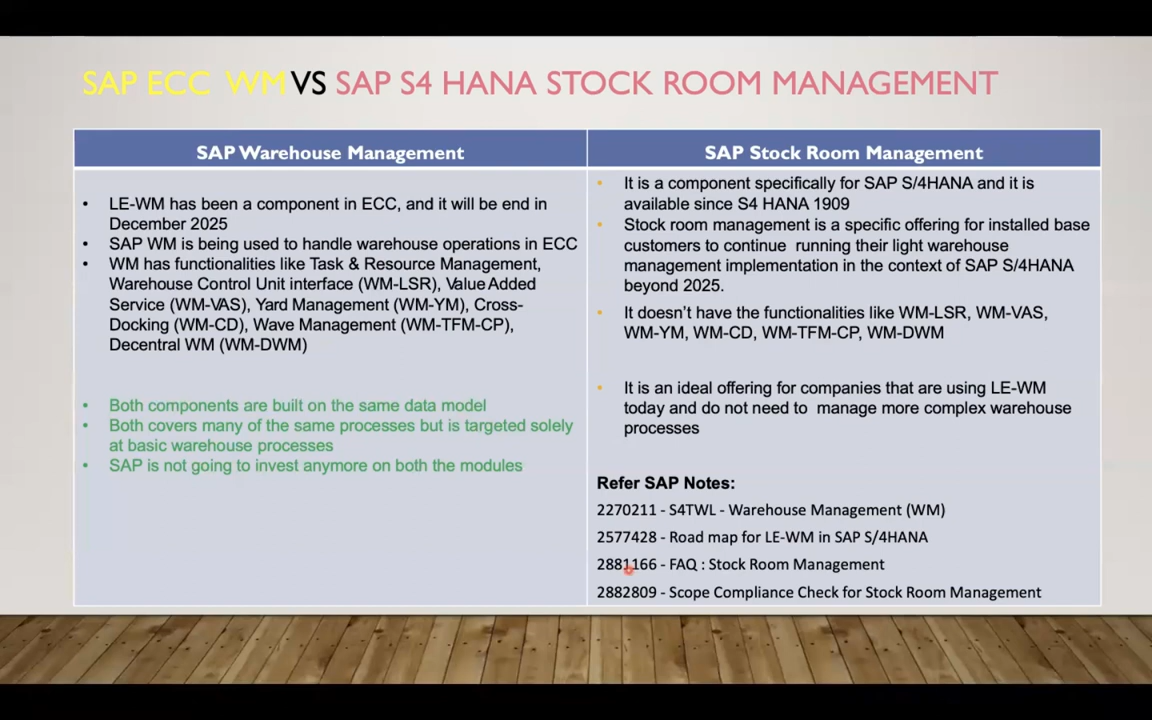 SAP ECC WM VS SAP S4 HANA STOCK ROOM MANAGEMENT
SAP Warehouse Management
LE-WM has been a component in ECC, and it will be end in
December 2025
SAP WM is being used to handle warehouse operations in ECC
WM has functionalities like Task & Resource Management,
Warehouse Control Unit interface (WM-LSR), Value Added
Service (WM-VAS), Yard Management (WM-YM), Cross-
Docking (WM-CD), Wave Management (WM-TFM-CP),
Decentral WM (WM-DWM)
Both components are built on the same data model
Both covers many of the same processes but is targeted solely
at basic warehouse processes
SAP is not going to invest anymore on both the modules
SAP Stock Room Management
It is a component specifically for SAP S/4HANA and it is
available since S4 HANA 1909
Stock room management is a specific offering for installed base
customers to continue running their light warehouse
management implementation in the context of SAP S/4HANA
beyond 2025.
It doesn't have the functionalities like WM-LSR, WM-VAS,
WM-YM, WM-CD, WM-TFM-CP, WM-DWM
It is an ideal offering for companies that are using LE-WM
today and do not need to manage more complex warehouse
processes
Refer SAP Notes:
2270211 - S4TWL - Warehouse Management (WM)
2577428 - Road map for LE-WM in SAP S/4HANA
2881166 - FAQ : Stock Room Management
2882809 - Scope Compliance Check for Stock Room Management